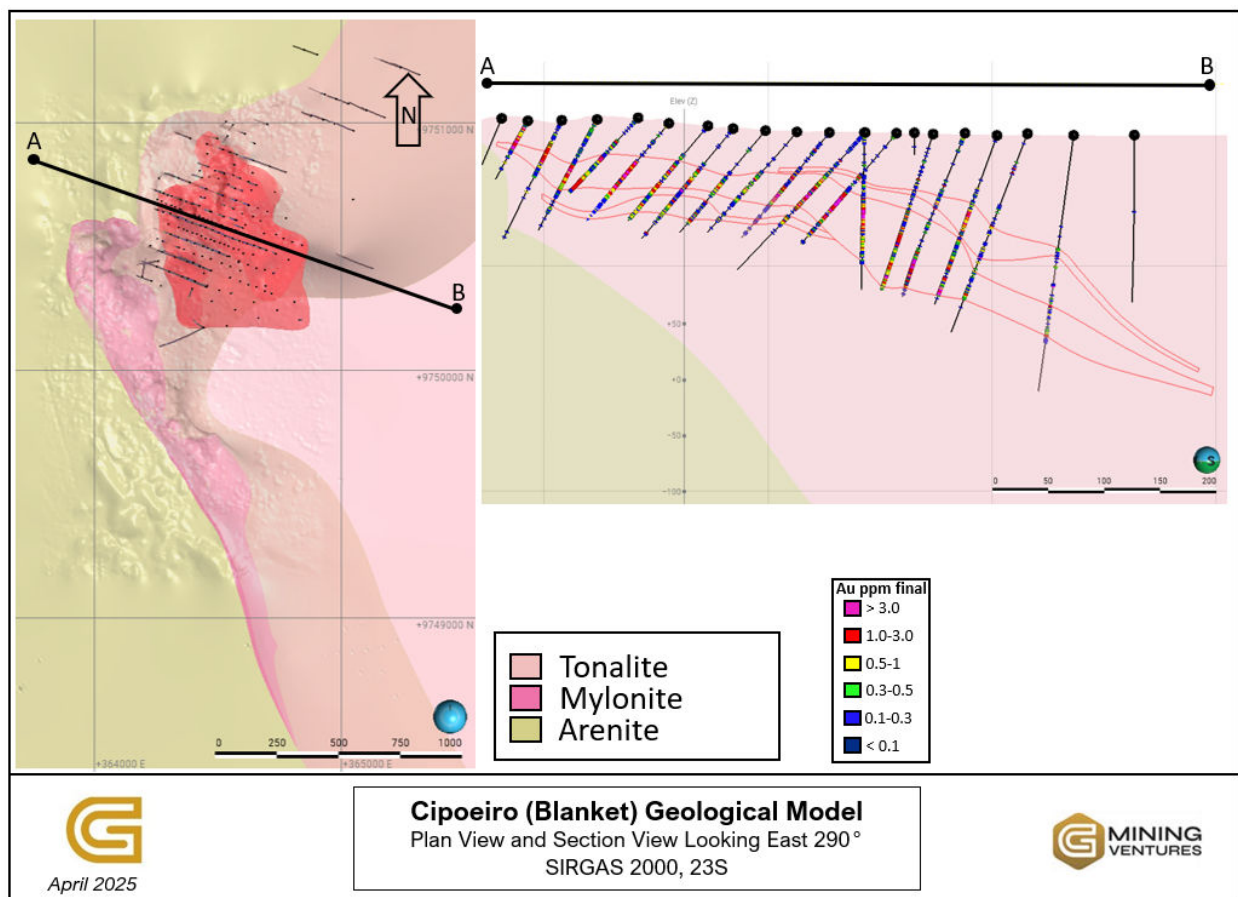 A
B
N
A
B
+9751000 N
+9750000 N
+9749000 N
+364000 E
+365000 E
0 250 500 750 1000
A
B
Elev (Z)
+50
+0
-50
-100
S
0 50 100 150 200
Tonalite
Mylonite
Arenite
Au ppm final
> 3.0
1.0-3.0
0.5-1
0.3-0.5
0.1-0.3
< 0.1
April 2025
Cipoeiro (Blanket) Geological Model
Plan View and Section View Looking East 290°
SIRGAS 2000, 23S
G MINING
VENTURES